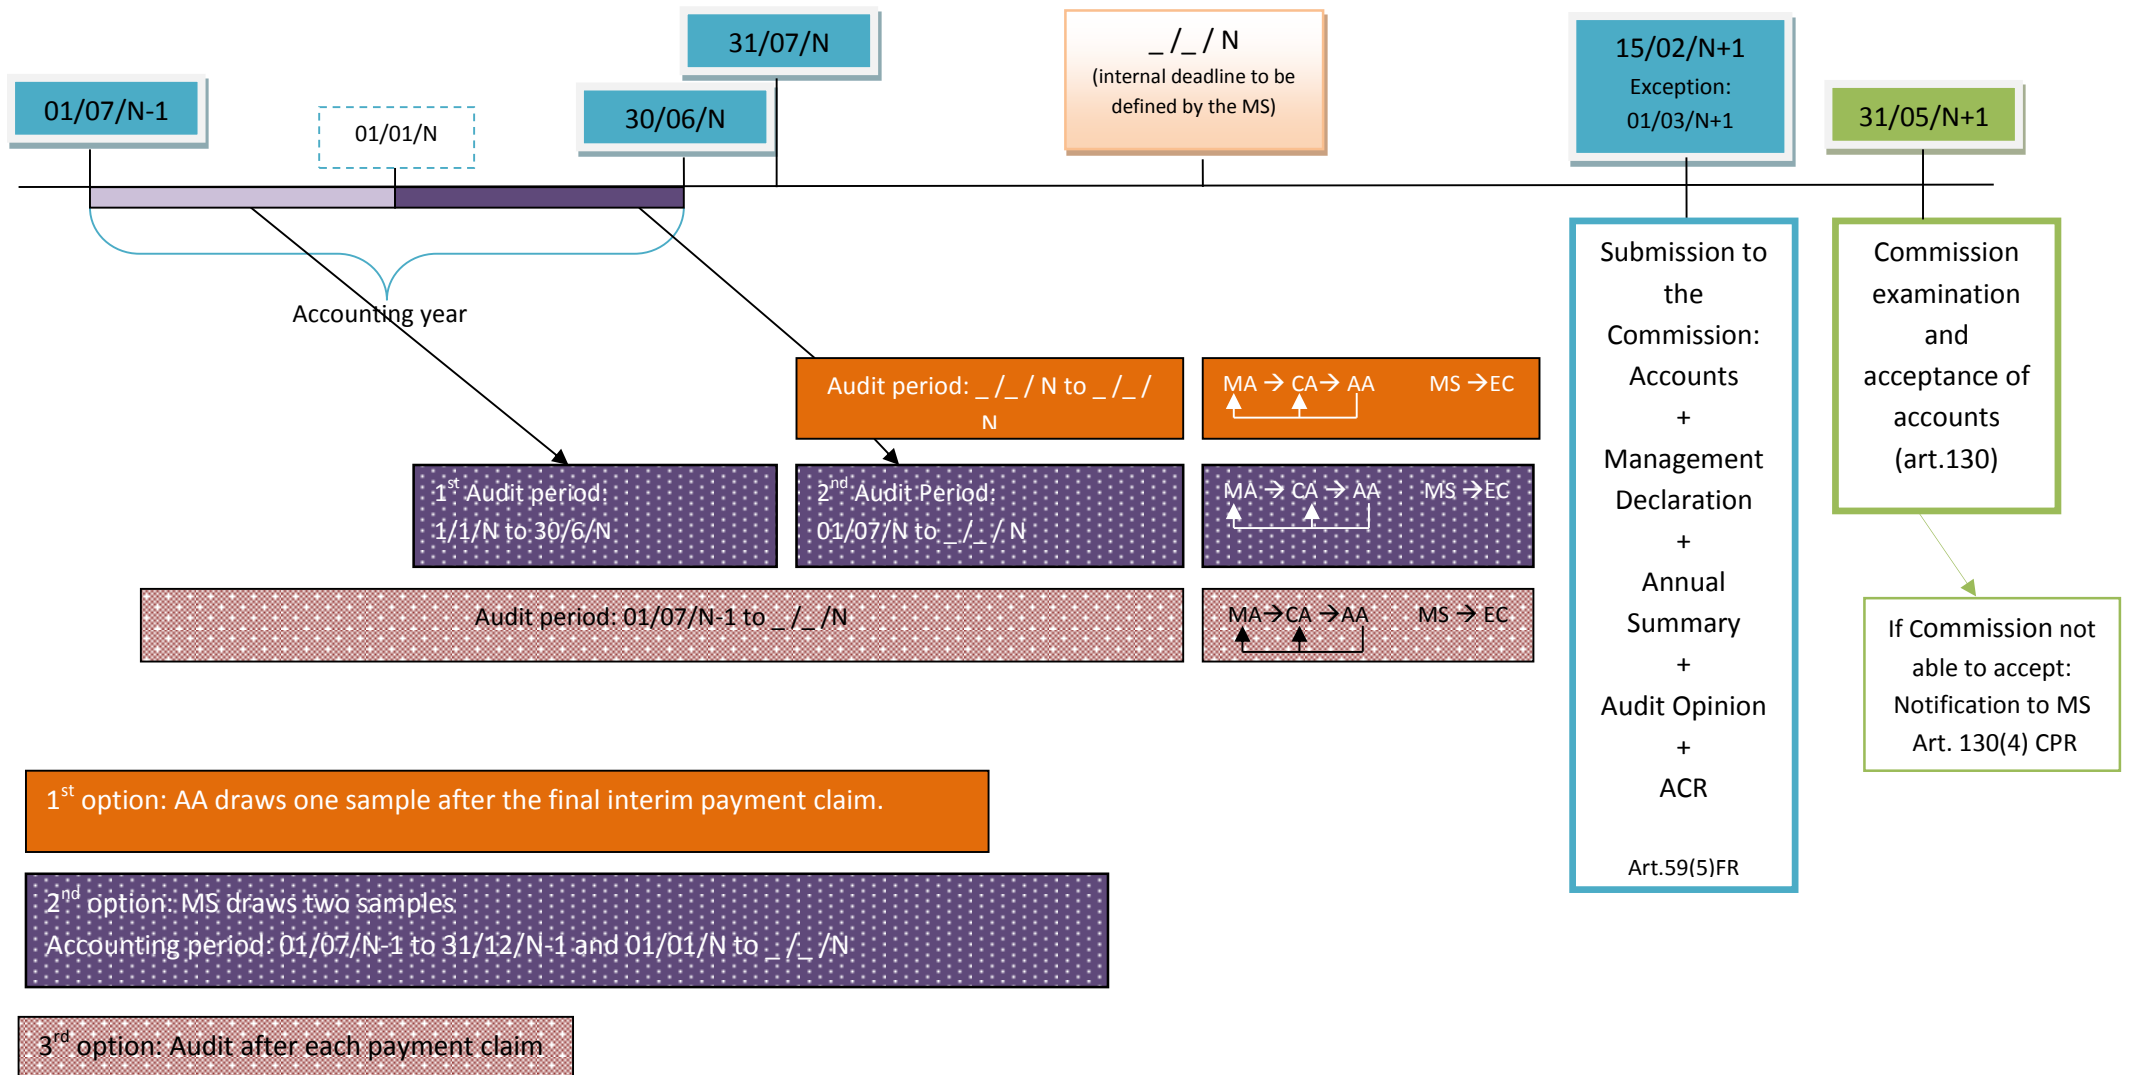 01/07/N-1
01/01/N
30/06/N
31/07/N
_ /_ / N
(internal deadline to be
defined by the MS)
15/02/N+1
Exception:
01/03/N+1
31/05/N+1
Accounting year
Audit period: _ /_ / N to _ /_ /
N
MA → CA → AA MS → EC
1st Audit period:
1/1/N to 30/6/N
2nd Audit Period:
01/07/N to _ /_ / N
MA → CA → AA MS → EC
Audit period: 01/07/N-1 to _ /_ /N
MA → CA → AA MS → EC
Submission to
the
Commission:
Accounts
+
Management
Declaration
+
Annual
Summary
+
Audit Opinion
+
ACR
Art.59(5)FR
Commission
examination
and
acceptance of
accounts
(art.130)
If Commission not
able to accept:
Notification to MS
Art. 130(4) CPR
1st option: AA draws one sample after the final interim payment claim.
2nd option: MS draws two samples
Accounting period: 01/07/N-1 to 31/12/N-1 and 01/01/N to _ /_ /N
3rd option: Audit after each payment claim